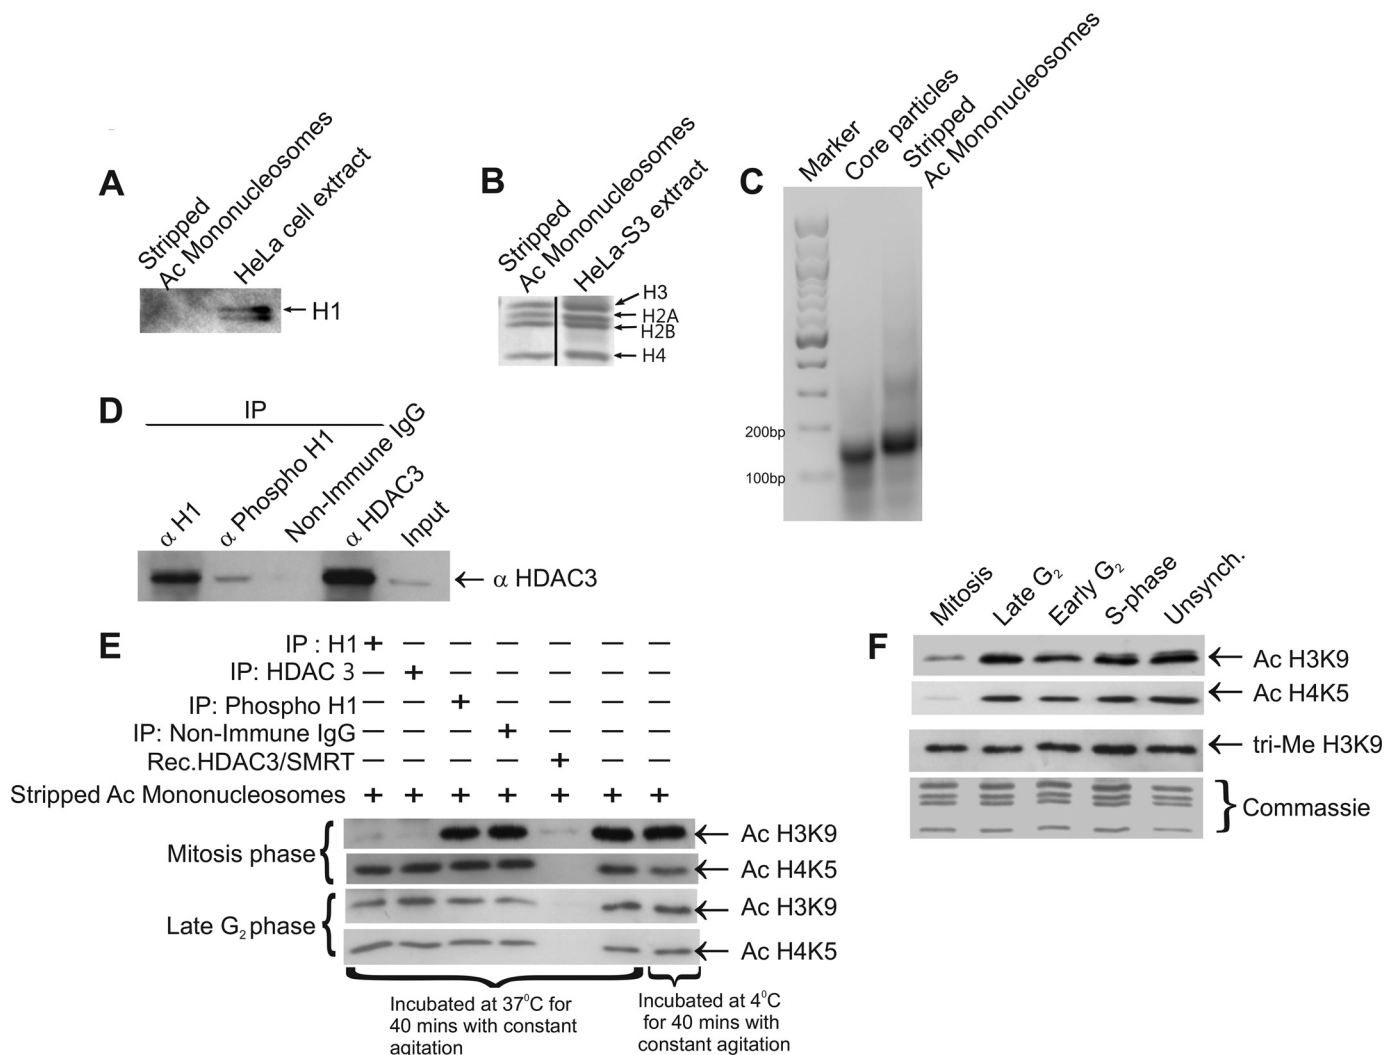 A
Stripped
Ac Mononucleosomes
HeLa cell extract
H1
B
Stripped
Ac Mononucleosomes
HeLa-S3 extract
H3
H2A
H2B
H4
C
Marker
Core particles
Stripped
Ac Mononucleosomes
200bp
100bp
D
IP
α H1
α Phospho H1
Non-Immune IgG
α HDAC3
Input
α HDAC3
E
IP : H1 + − − − − − −
IP: HDAC 3 − + − − − − −
IP: Phospho H1 − − + − − − −
IP: Non-Immune IgG − − − + − − −
Rec.HDAC3/SMRT − − − − + − −
Stripped Ac Mononucleosomes + + + + + + +
Mitosis phase
Ac H3K9
Ac H4K5
Late G2 phase
Ac H3K9
Ac H4K5
Incubated at 37⁰C for
40 mins with constant
agitation
Incubated at 4⁰C
for 40 mins with
constant agitation
F
Mitosis
Late G2
Early G2
S-phase
Unsynch.
Ac H3K9
Ac H4K5
tri-Me H3K9
Commassie